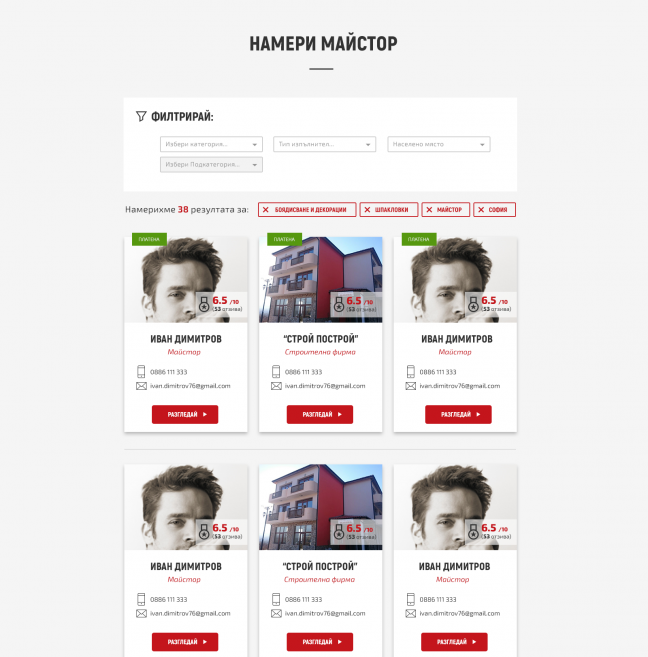 НАМЕРИ МАЙСТОР
ФИЛТРИРАЙ:
Избери категория... Тип изпълнител... Населено място
Избери Подкатегория...
Намерихме 38 резултата за: БОЯДИСВАНЕ И ДЕКОРАЦИИ ШПАКЛОВКИ МАЙСТОР СОФИЯ
ПЛАТЕНА ПЛАТЕНА ПЛАТЕНА
6.5 /10 6.5 /10 6.5 /10
(53 отзива) (53 отзива) (53 отзива)
ИВАН ДИМИТРОВ "СТРОЙ ПОСТРОЙ" ИВАН ДИМИТРОВ
Майстор Строителна фирма Майстор
0886 111 333 0886 111 333 0886 111 333
ivan.dimitrov76@gmail.com ivan.dimitrov76@gmail.com ivan.dimitrov76@gmail.com
РАЗГЛЕДАЙ РАЗГЛЕДАЙ РАЗГЛЕДАЙ
6.5 /10 6.5 /10 6.5 /10
(53 отзива) (53 отзива) (53 отзива)
ИВАН ДИМИТРОВ "СТРОЙ ПОСТРОЙ" ИВАН ДИМИТРОВ
Майстор Строителна фирма Майстор
0886 111 333 0886 111 333 0886 111 333
ivan.dimitrov76@gmail.com ivan.dimitrov76@gmail.com ivan.dimitrov76@gmail.com
РАЗГЛЕДАЙ РАЗГЛЕДАЙ РАЗГЛЕДАЙ